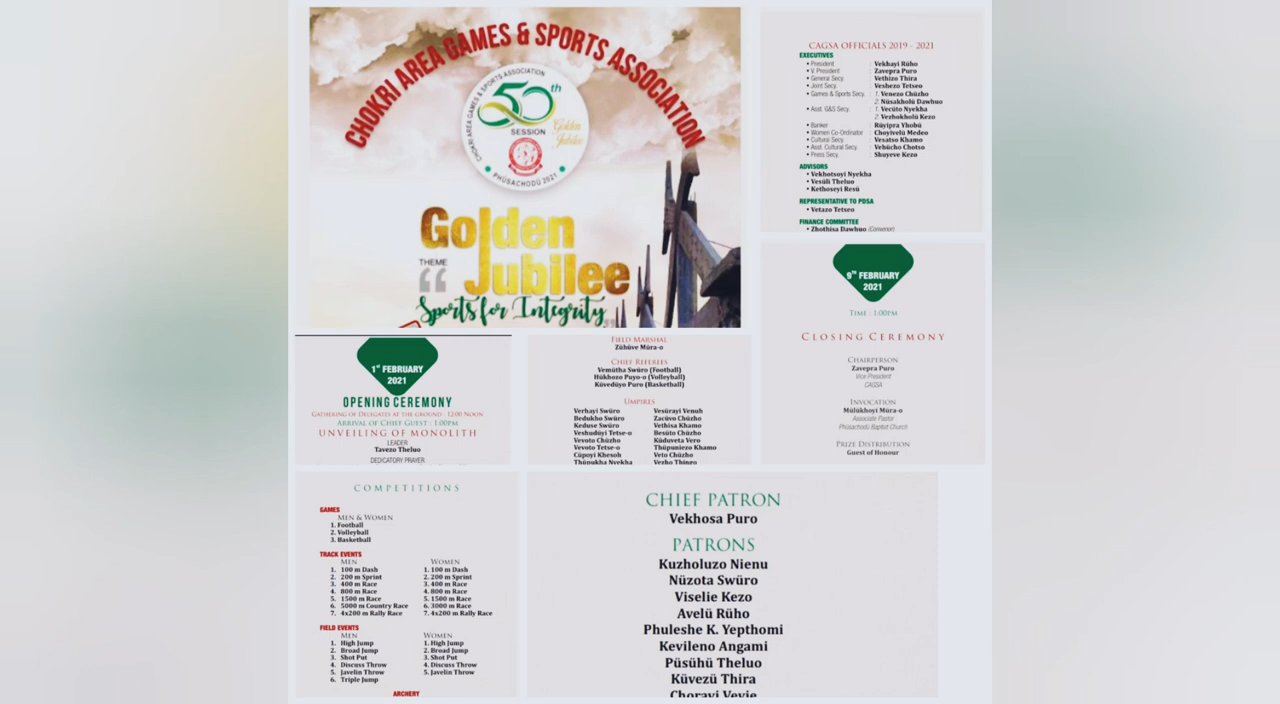 CHOKRI AREA GAMES & SPORTS ASSOCIATION
CHOKRI AREA GAMES & SPORTS ASSOCIATION
50th
SESSION
Golden
Jubilee
PHÜSACHODÜ 2021
Golden
Jubilee
THEME
“
Sports for Integrity
”
CAGSA OFFICIALS 2019 - 2021
EXECUTIVES
• President : Vekhayi Rüho
• V. President : Zavepra Puro
• General Secy. : Vethizo Thira
• Joint Secy. : Veshezo Tetseo
• Games & Sports Secy. : 1. Venezo Chüzho
2. Nüsakholü Dawhuo
• Asst. G&S Secy. : 1. Vecüto Nyekha
2. Vezhokholü Kezo
• Banker : Rüyipra Yhobü
• Women Co-Ordinator : Choyivelü Medeo
• Cultural Secy. : Vesatso Khamo
• Asst. Cultural Secy. : Vehücho Chotso
• Press Secy. : Shuyeve Kezo
ADVISORS
• Vekhotsoyi Nyekha
• Vesüli Theluo
• Kethoseyi Resü
REPRESENTATIVE TO PDSA
• Vetazo Tetseo
FINANCE COMMITTEE
• Zhothisa Dawhuo (Convenor)
9TH FEBRUARY
2021
TIME : 1:00PM
CLOSING CEREMONY
CHAIRPERSON
Zavepra Puro
Vice President
CAGSA
INVOCATION
Mülükhoyi Müra-o
Associate Pastor
Phüsachodü Baptist Church
PRIZE DISTRIBUTION
Guest of Honour
1ST FEBRUARY
2021
OPENING CEREMONY
GATHERING OF DELEGATES AT THE GROUND : 12:00 NOON
ARRIVAL OF CHIEF GUEST : 1:00PM
UNVEILING OF MONOLITH
LEADER
Tavezo Theluo
DEDICATORY PRAYER
FIELD MARSHAL
Zühüve Müra-o
CHIEF REFEREES
Vemütha Swüro (Football)
Hükhozo Puyo-o (Volleyball)
Küvedüyo Puro (Basketball)
UMPIRES
Verhayi Swüro Vesürayi Venuh
Bedukho Swüro Zacüvo Chüzho
Keduse Swüro Vethisa Khamo
Veshudüyi Tetse-o Besüto Chüzho
Vevoto Chüzho Küduveta Vero
Vevoto Tetse-o Thüpuniezo Khamo
Cüpoyi Khesoh Veto Chüzho
Thüpukha Nyekha Vezho Thingo
COMPETITIONS
GAMES
MEN & WOMEN
1. Football
2. Volleyball
3. Basketball
TRACK EVENTS
MEN WOMEN
1. 100 m Dash 1. 100 m Dash
2. 200 m Sprint 2. 200 m Sprint
3. 400 m Race 3. 400 m Race
4. 800 m Race 4. 800 m Race
5. 1500 m Race 5. 1500 m Race
6. 5000 m Country Race 6. 3000 m Race
7. 4x200 m Rally Race 7. 4x200 m Rally Race
FIELD EVENTS
MEN WOMEN
1. High Jump 1. High Jump
2. Broad Jump 2. Broad Jump
3. Shot Put 3. Shot Put
4. Discuss Throw 4. Discuss Throw
5. Javelin Throw 5. Javelin Throw
6. Triple Jump
ARCHERY
CHIEF PATRON
Vekhosa Puro
PATRONS
Kuzholuzo Nienu
Nüzota Swüro
Viselie Kezo
Avelü Rüho
Phuleshe K. Yepthomi
Kevileno Angami
Püsühü Theluo
Küvezü Thira
Chorayi Veyie